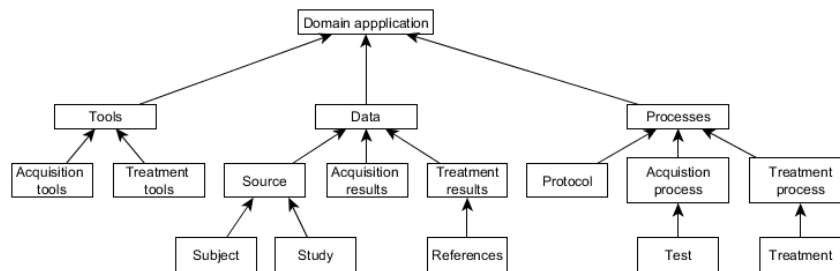 Domain appplication
Tools
Data
Processes
Acquisition
tools
Treatment
tools
Source
Acquisition
results
Treatment
results
Protocol
Acquction
process
Treatment
process
Subject
Study
References
Test
Treatment